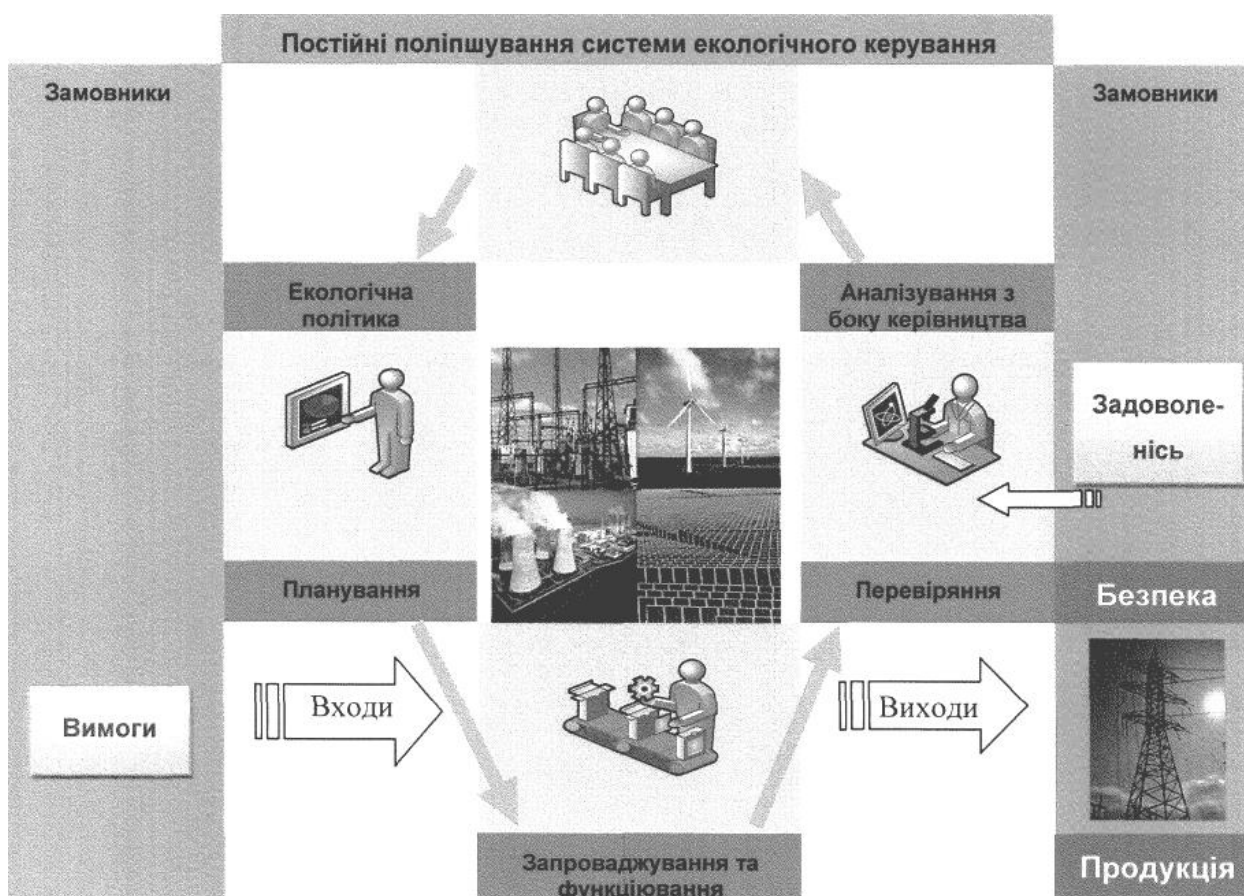 Постійні поліпшування системи екологічного керування
Замовники
Замовники
Екологічна
політика
Аналізування з
боку керівництва
Задоволе-
нісь
Планування
Перевіряння
Безпека
Вимоги
Входи
Виходи
Запроваджування та
функціювання
Продукція